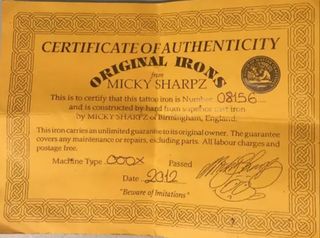 CERTIFICATE OF AUTHENTICITY
ORIGINAL IRONS
from
MICKY SHARPZ
This is to certify that this tattoo iron is Number 08156
and is constructed by hand from superior cast iron
by MICKY SHARPZ of Birmingham, England.
This iron carries an unlimited guarantee to its original owner. The guarantee
covers any maintenance or repairs, excluding parts. All labour charges and
postage free.
Machine Type 000X Passed
Date 2012
"Beware of Imitations"